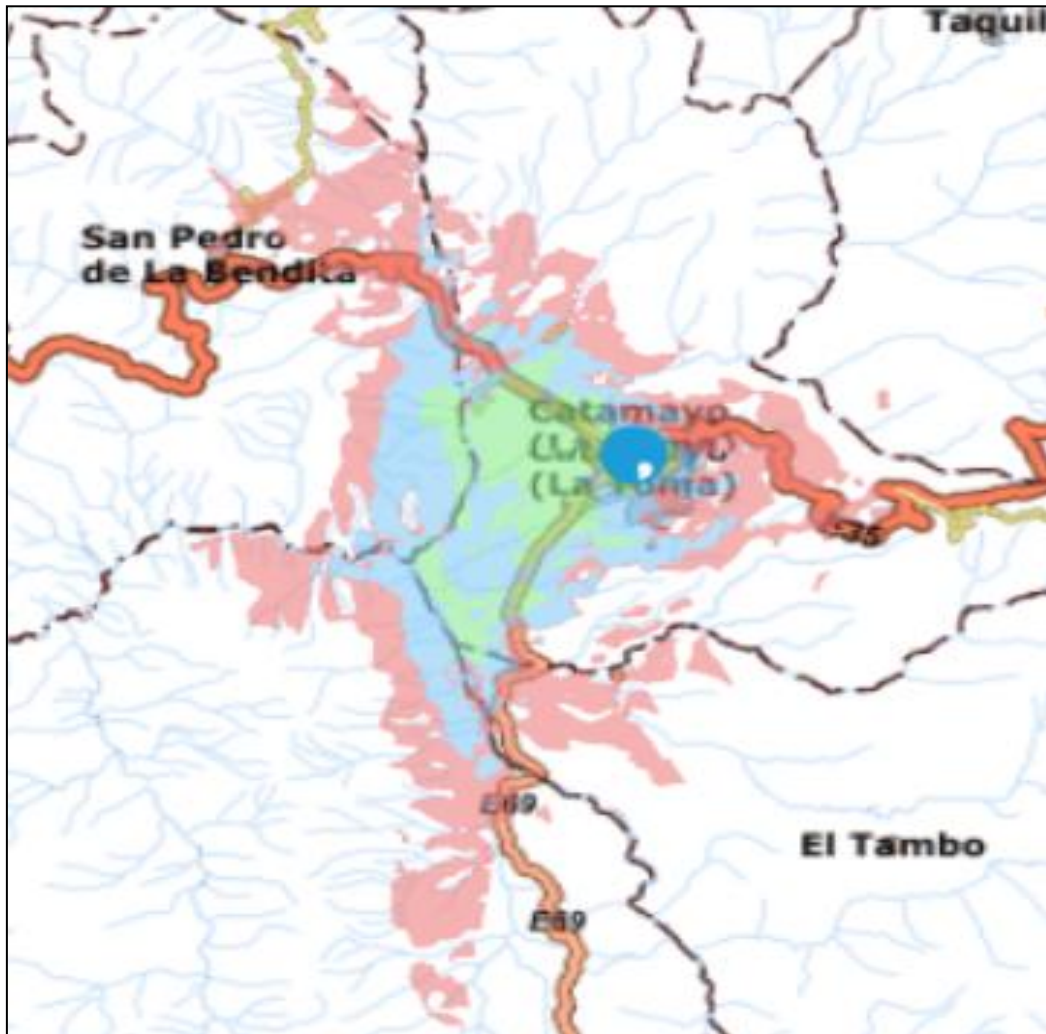 Taquil
San Pedro
de La Bendita
Catamayo
(La Toma)
E35
E69
El Tambo
E69